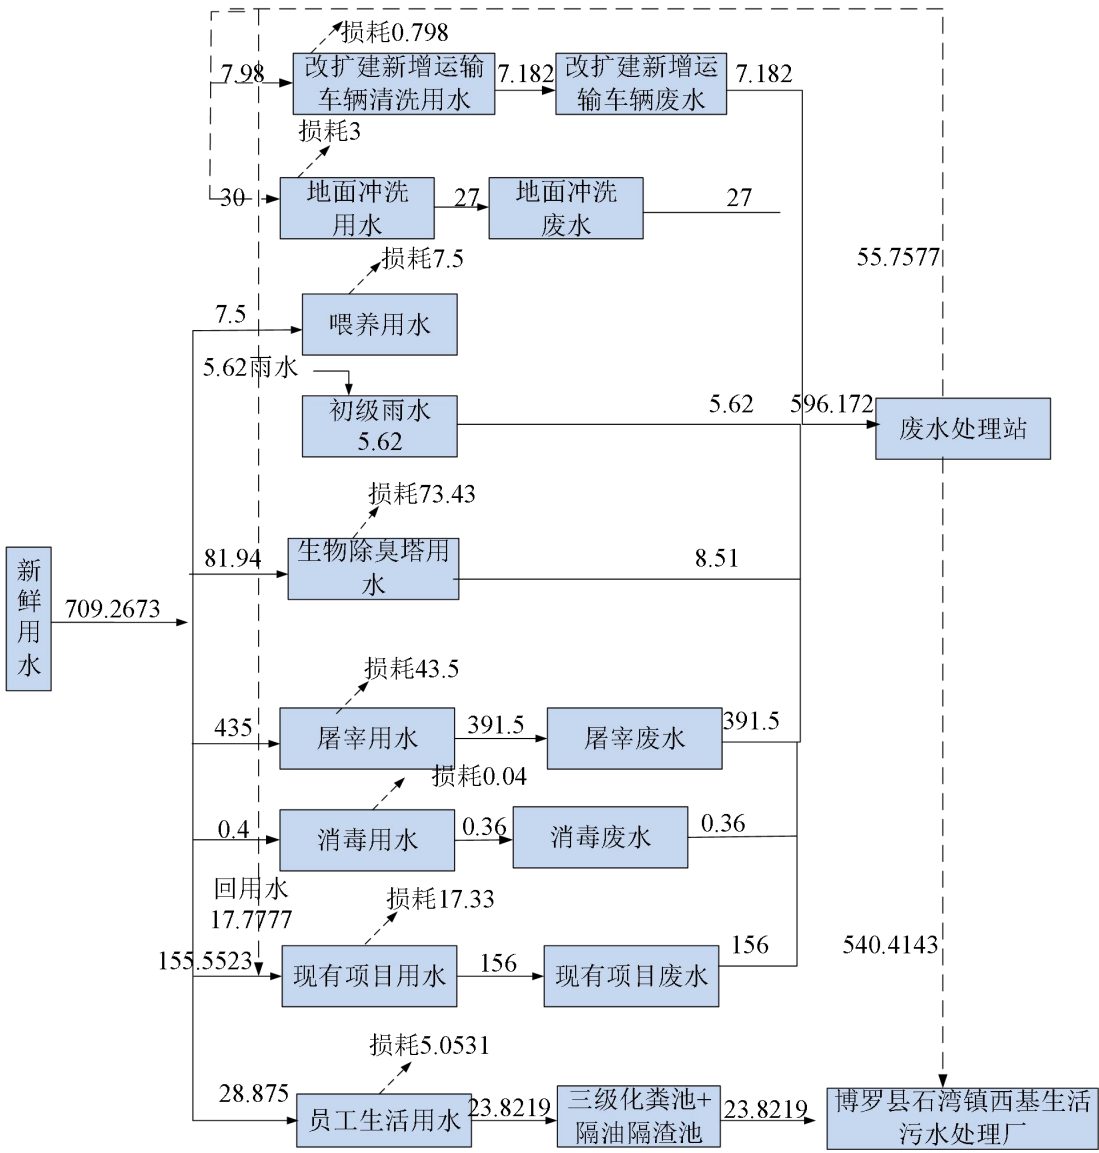 损耗0.798
7.98
改扩建新增运输
车辆清洗用水
7.182
改扩建新增运
输车辆废水
7.182
损耗3
30
地面冲洗
用水
27
地面冲洗
废水
27
损耗7.5
55.7577
7.5
喂养用水
5.62雨水
初级雨水
5.62
5.62
596.172
废水处理站
损耗73.43
81.94
生物除臭塔用
水
8.51
新
鲜
用
水
709.2673
损耗43.5
435
屠宰用水
391.5
屠宰废水
391.5
损耗0.04
0.4
消毒用水
0.36
消毒废水
0.36
回用水
17.7777
损耗17.33
155.5523
现有项目用水
156
现有项目废水
156
540.4143
损耗5.0531
28.875
员工生活用水
23.8219
三级化粪池+
隔油隔渣池
23.8219
博罗县石湾镇西基生活
污水处理厂